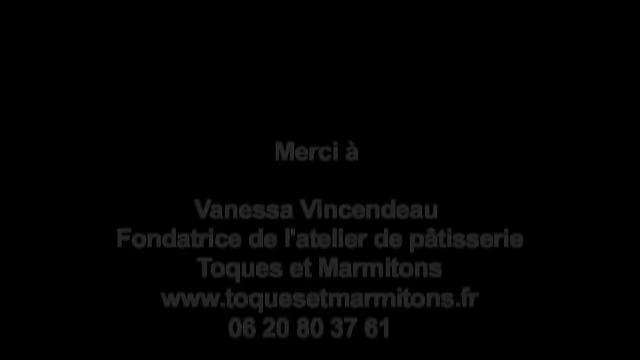 Merci à
Vanessa Vincendeau
Fondatrice de l'atelier de pâtisserie
Toques et Marmitons
www.toquesetmarmitons.fr
06 20 80 37 61